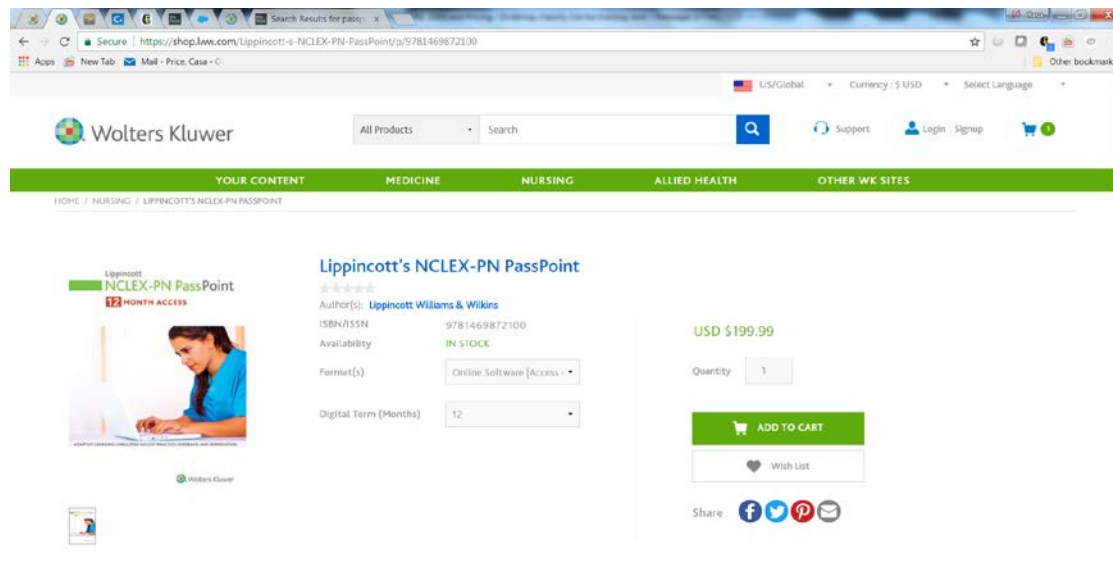 Search Results for passp
Secure | https://shop.lww.com/Lippincott-s-NCLEX-PN-PassPoint/p/9781469872100
Apps New Tab Mail - Price, Casa - O Other bookmark
US/Global Currency : $ USD Select Language
Wolters Kluwer All Products Search Support Login Signup 1
YOUR CONTENT MEDICINE NURSING ALLIED HEALTH OTHER WK SITES
HOME / NURSING / LIPPINCOTT'S NCLEX-PN PASSPOINT
Lippincott's NCLEX-PN PassPoint
Lippincott
NCLEX-PN PassPoint
12 MONTH ACCESS
Author(s): Lippincott Williams & Wilkins
ISBN/ISSN 9781469872100
Availability IN STOCK
Format(s) Online Software (Access
Digital Term (Months) 12
Wolters Kluwer
USD $199.99
Quantity 1
ADD TO CART
Wish List
Share